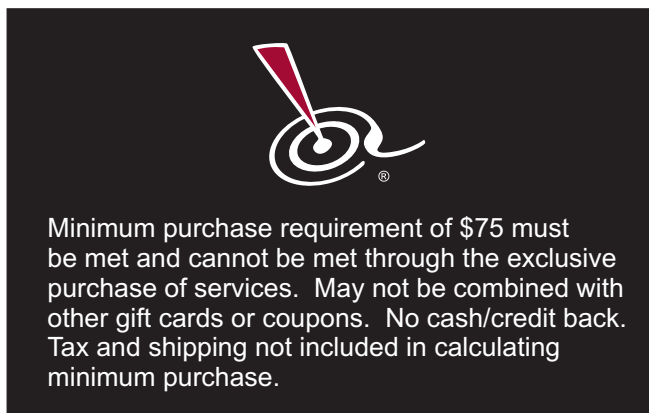 ®
Minimum purchase requirement of $75 must
be met and cannot be met through the exclusive
purchase of services.  May not be combined with
other gift cards or coupons.  No cash/credit back.
Tax and shipping not included in calculating
minimum purchase.